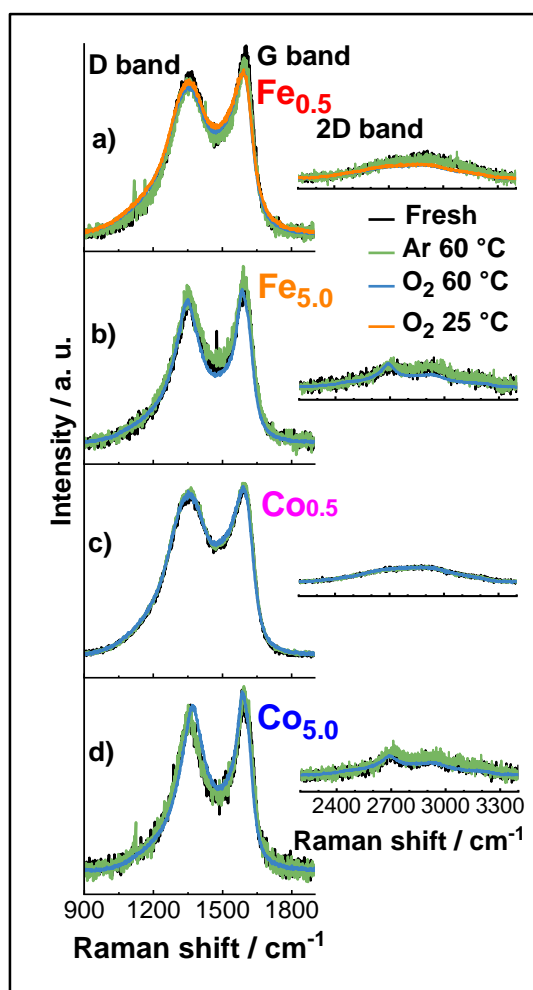 D band
G band
Fe0.5
a)
2D band
Fresh
Ar 60 °C
O2 60 °C
O2 25 °C
Fe5.0
b)
Intensity / a. u.
Co0.5
c)
Co5.0
d)
2400 2700 3000 3300
Raman shift / cm-1
900 1200 1500 1800
Raman shift / cm-1